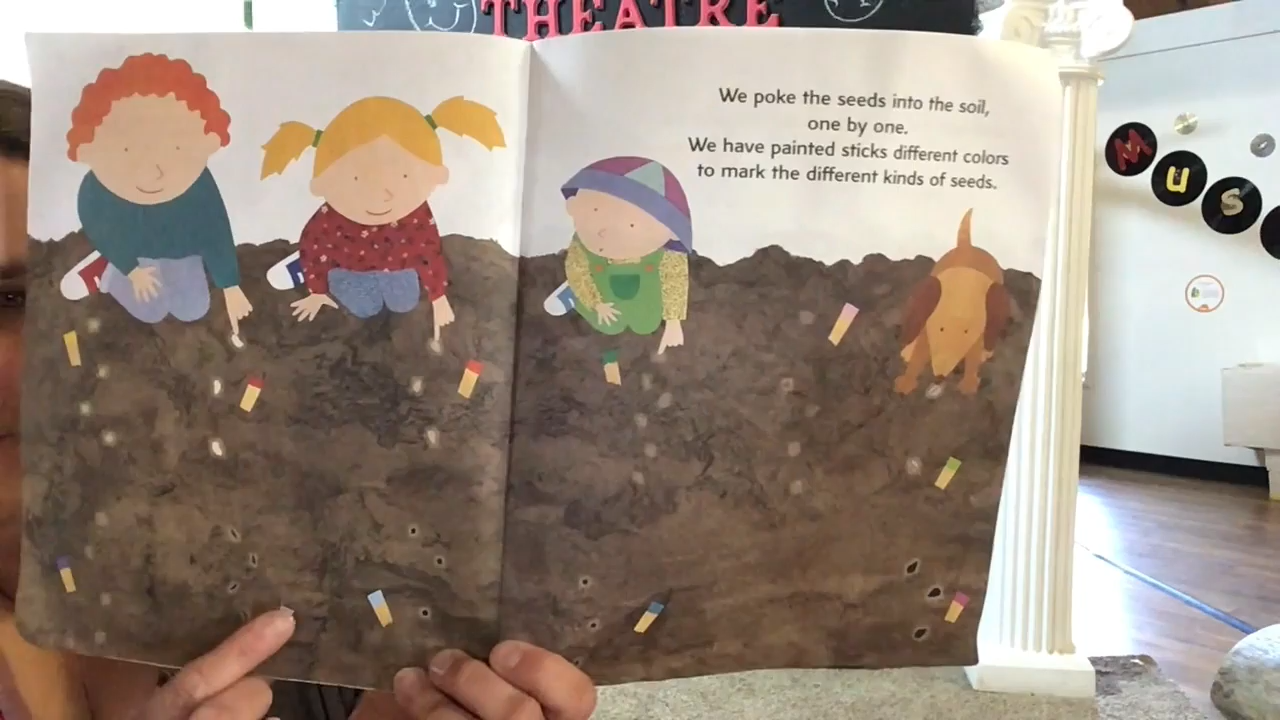 THEATRE
We poke the seeds into the soil,
one by one.
We have painted sticks different colors
to mark the different kinds of seeds.
M
U
S